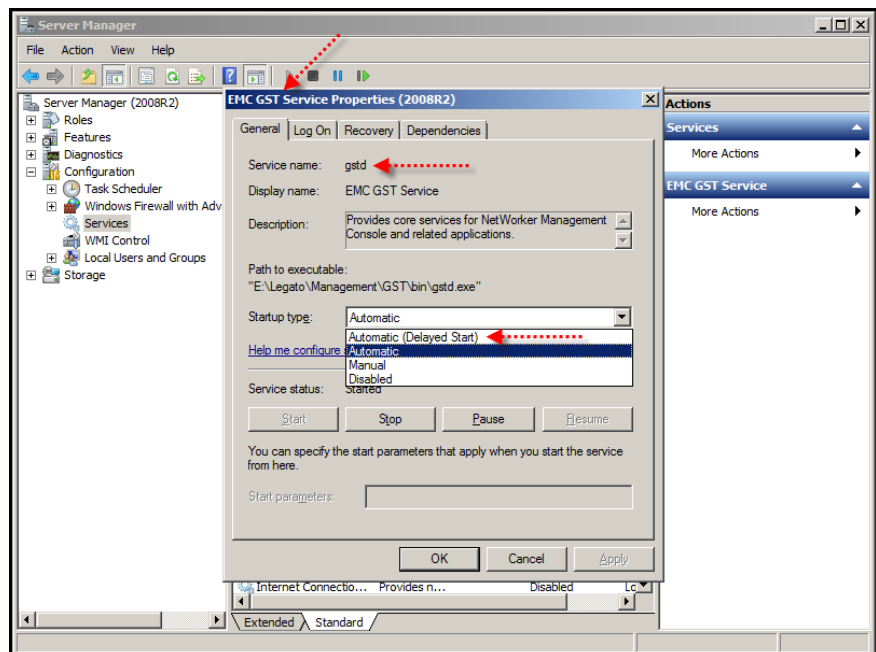 Server Manager
File Action View Help
Server Manager (2008R2)
Roles
Features
Diagnostics
Configuration
Task Scheduler
Windows Firewall with Adv
Services
WMI Control
Local Users and Groups
Storage
EMC GST Service Properties (2008R2)
General Log On Recovery Dependencies
Service name: gstd
Display name: EMC GST Service
Description: Provides core services for NetWorker Management
Console and related applications.
Path to executable:
"E:\Legato\Management\GST\bin\gstd.exe"
Startup type: Automatic
Automatic (Delayed Start)
Help me configure
Automatic
Manual
Disabled
Service status: Started
Start Stop Pause Resume
You can specify the start parameters that apply when you start the service
from here.
Start parameters:
OK Cancel Apply
Internet Connectio... Provides n... Disabled Lc
Extended Standard
Actions
Services
More Actions
EMC GST Service
More Actions